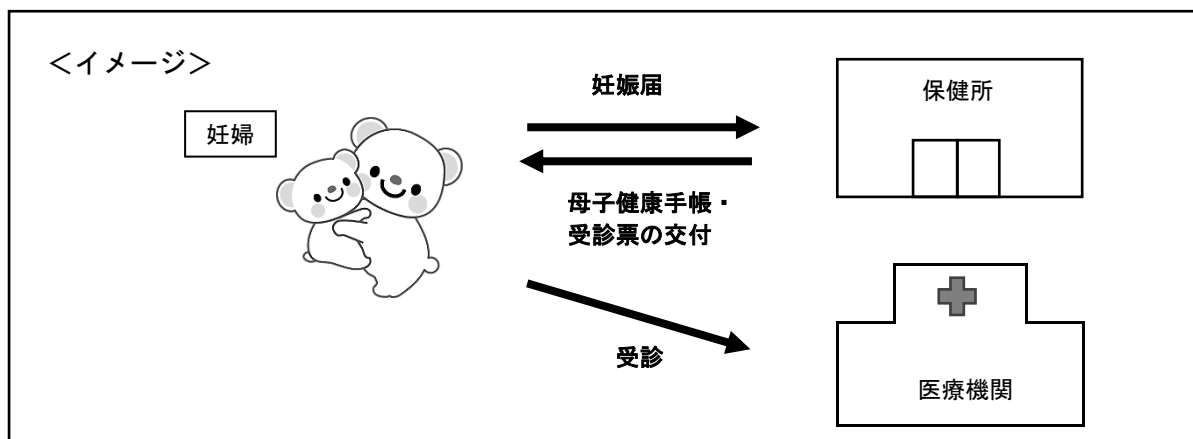 ＜イメージ＞
妊婦
妊娠届
保健所
母子健康手帳・
受診票の交付
受診
医療機関